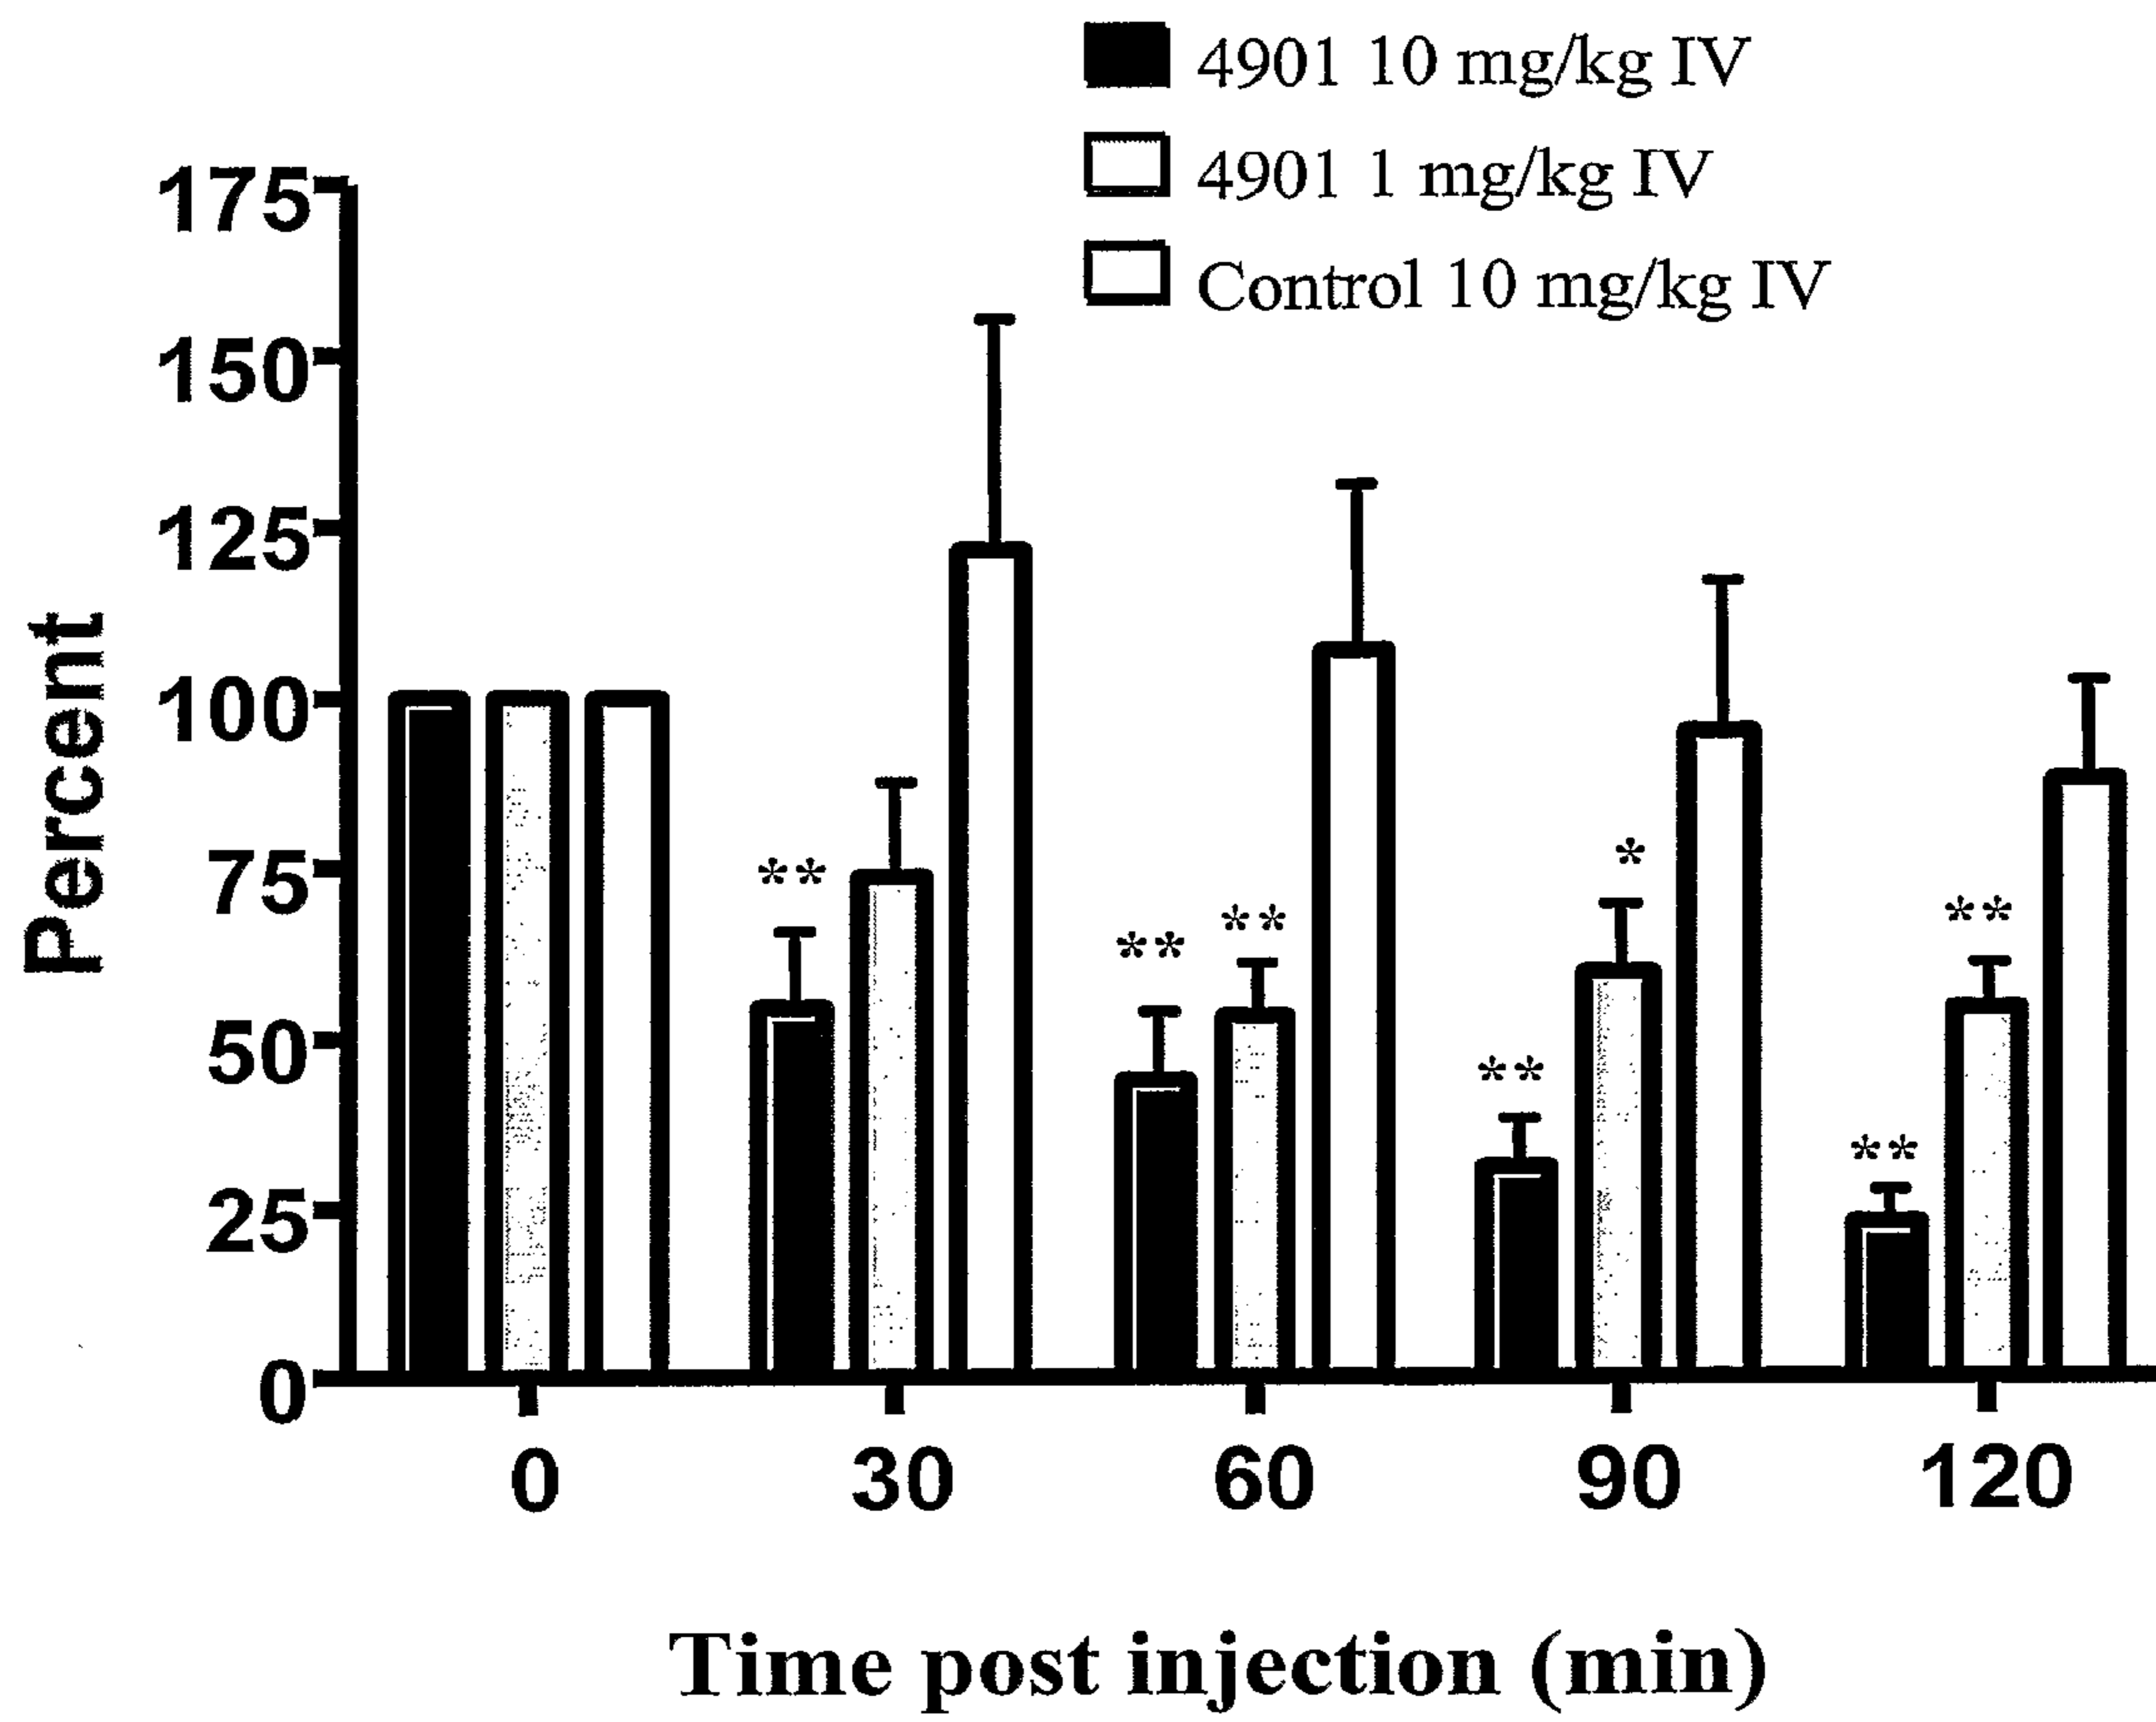 4901 10 mg/kg IV
4901 1 mg/kg IV
Control 10 mg/kg IV
175
150
125
100
75
50
25
0
Percent
**
**
**
**
*
**
**
0 30 60 90 120
Time post injection (min)